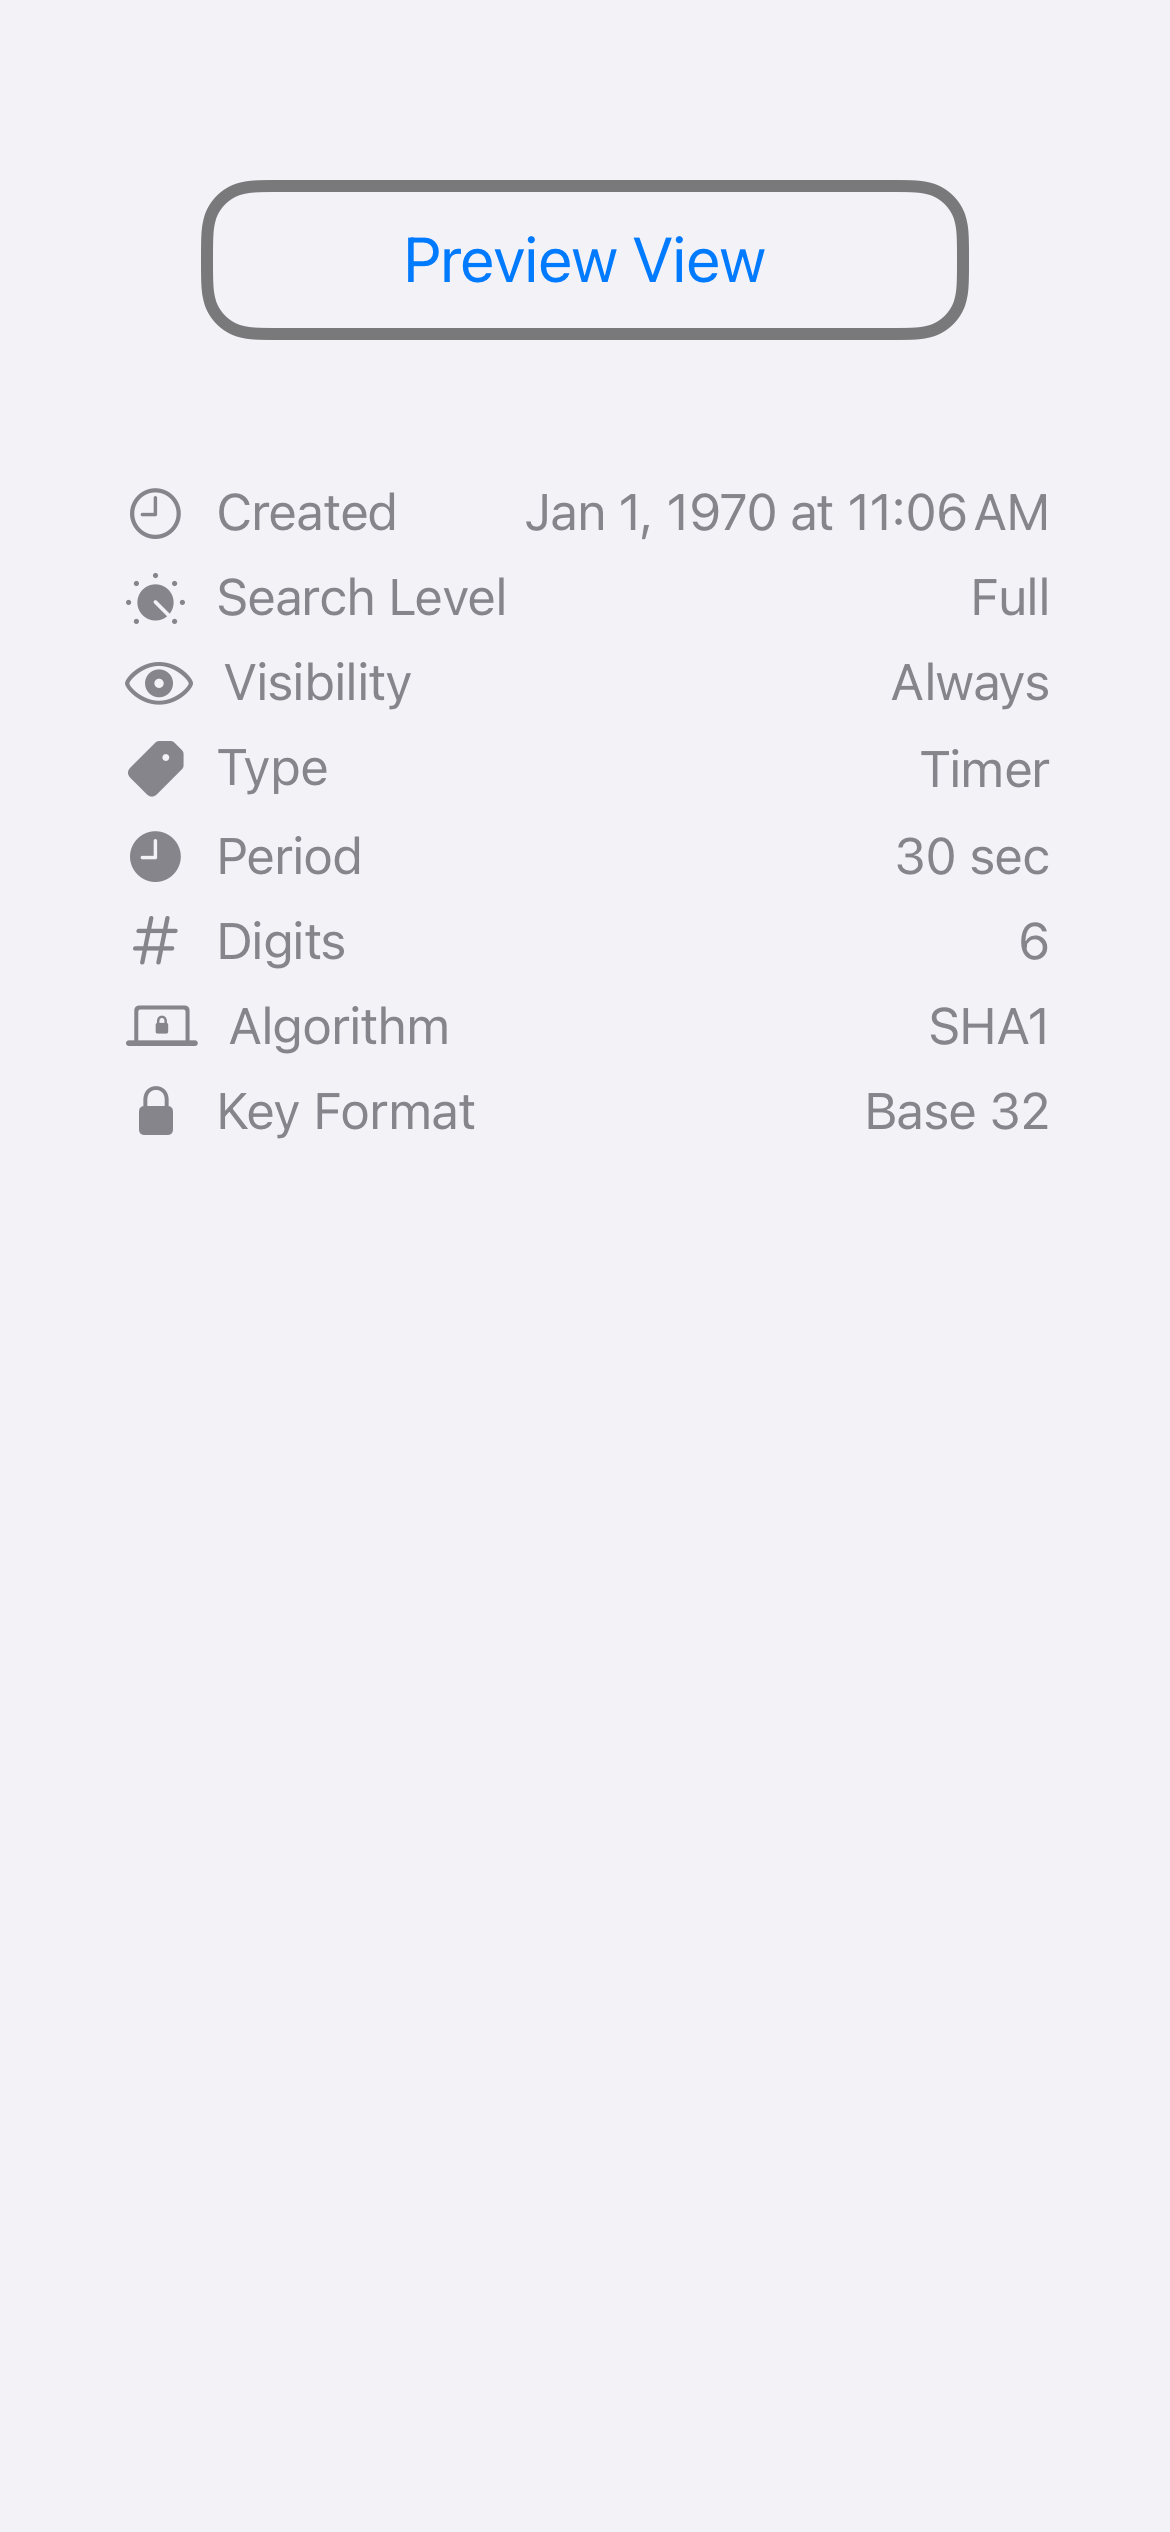 Preview View
Created Jan 1, 1970 at 11:06 AM
Search Level Full
Visibility Always
Type Timer
Period 30 sec
Digits 6
Algorithm SHA1
Key Format Base 32